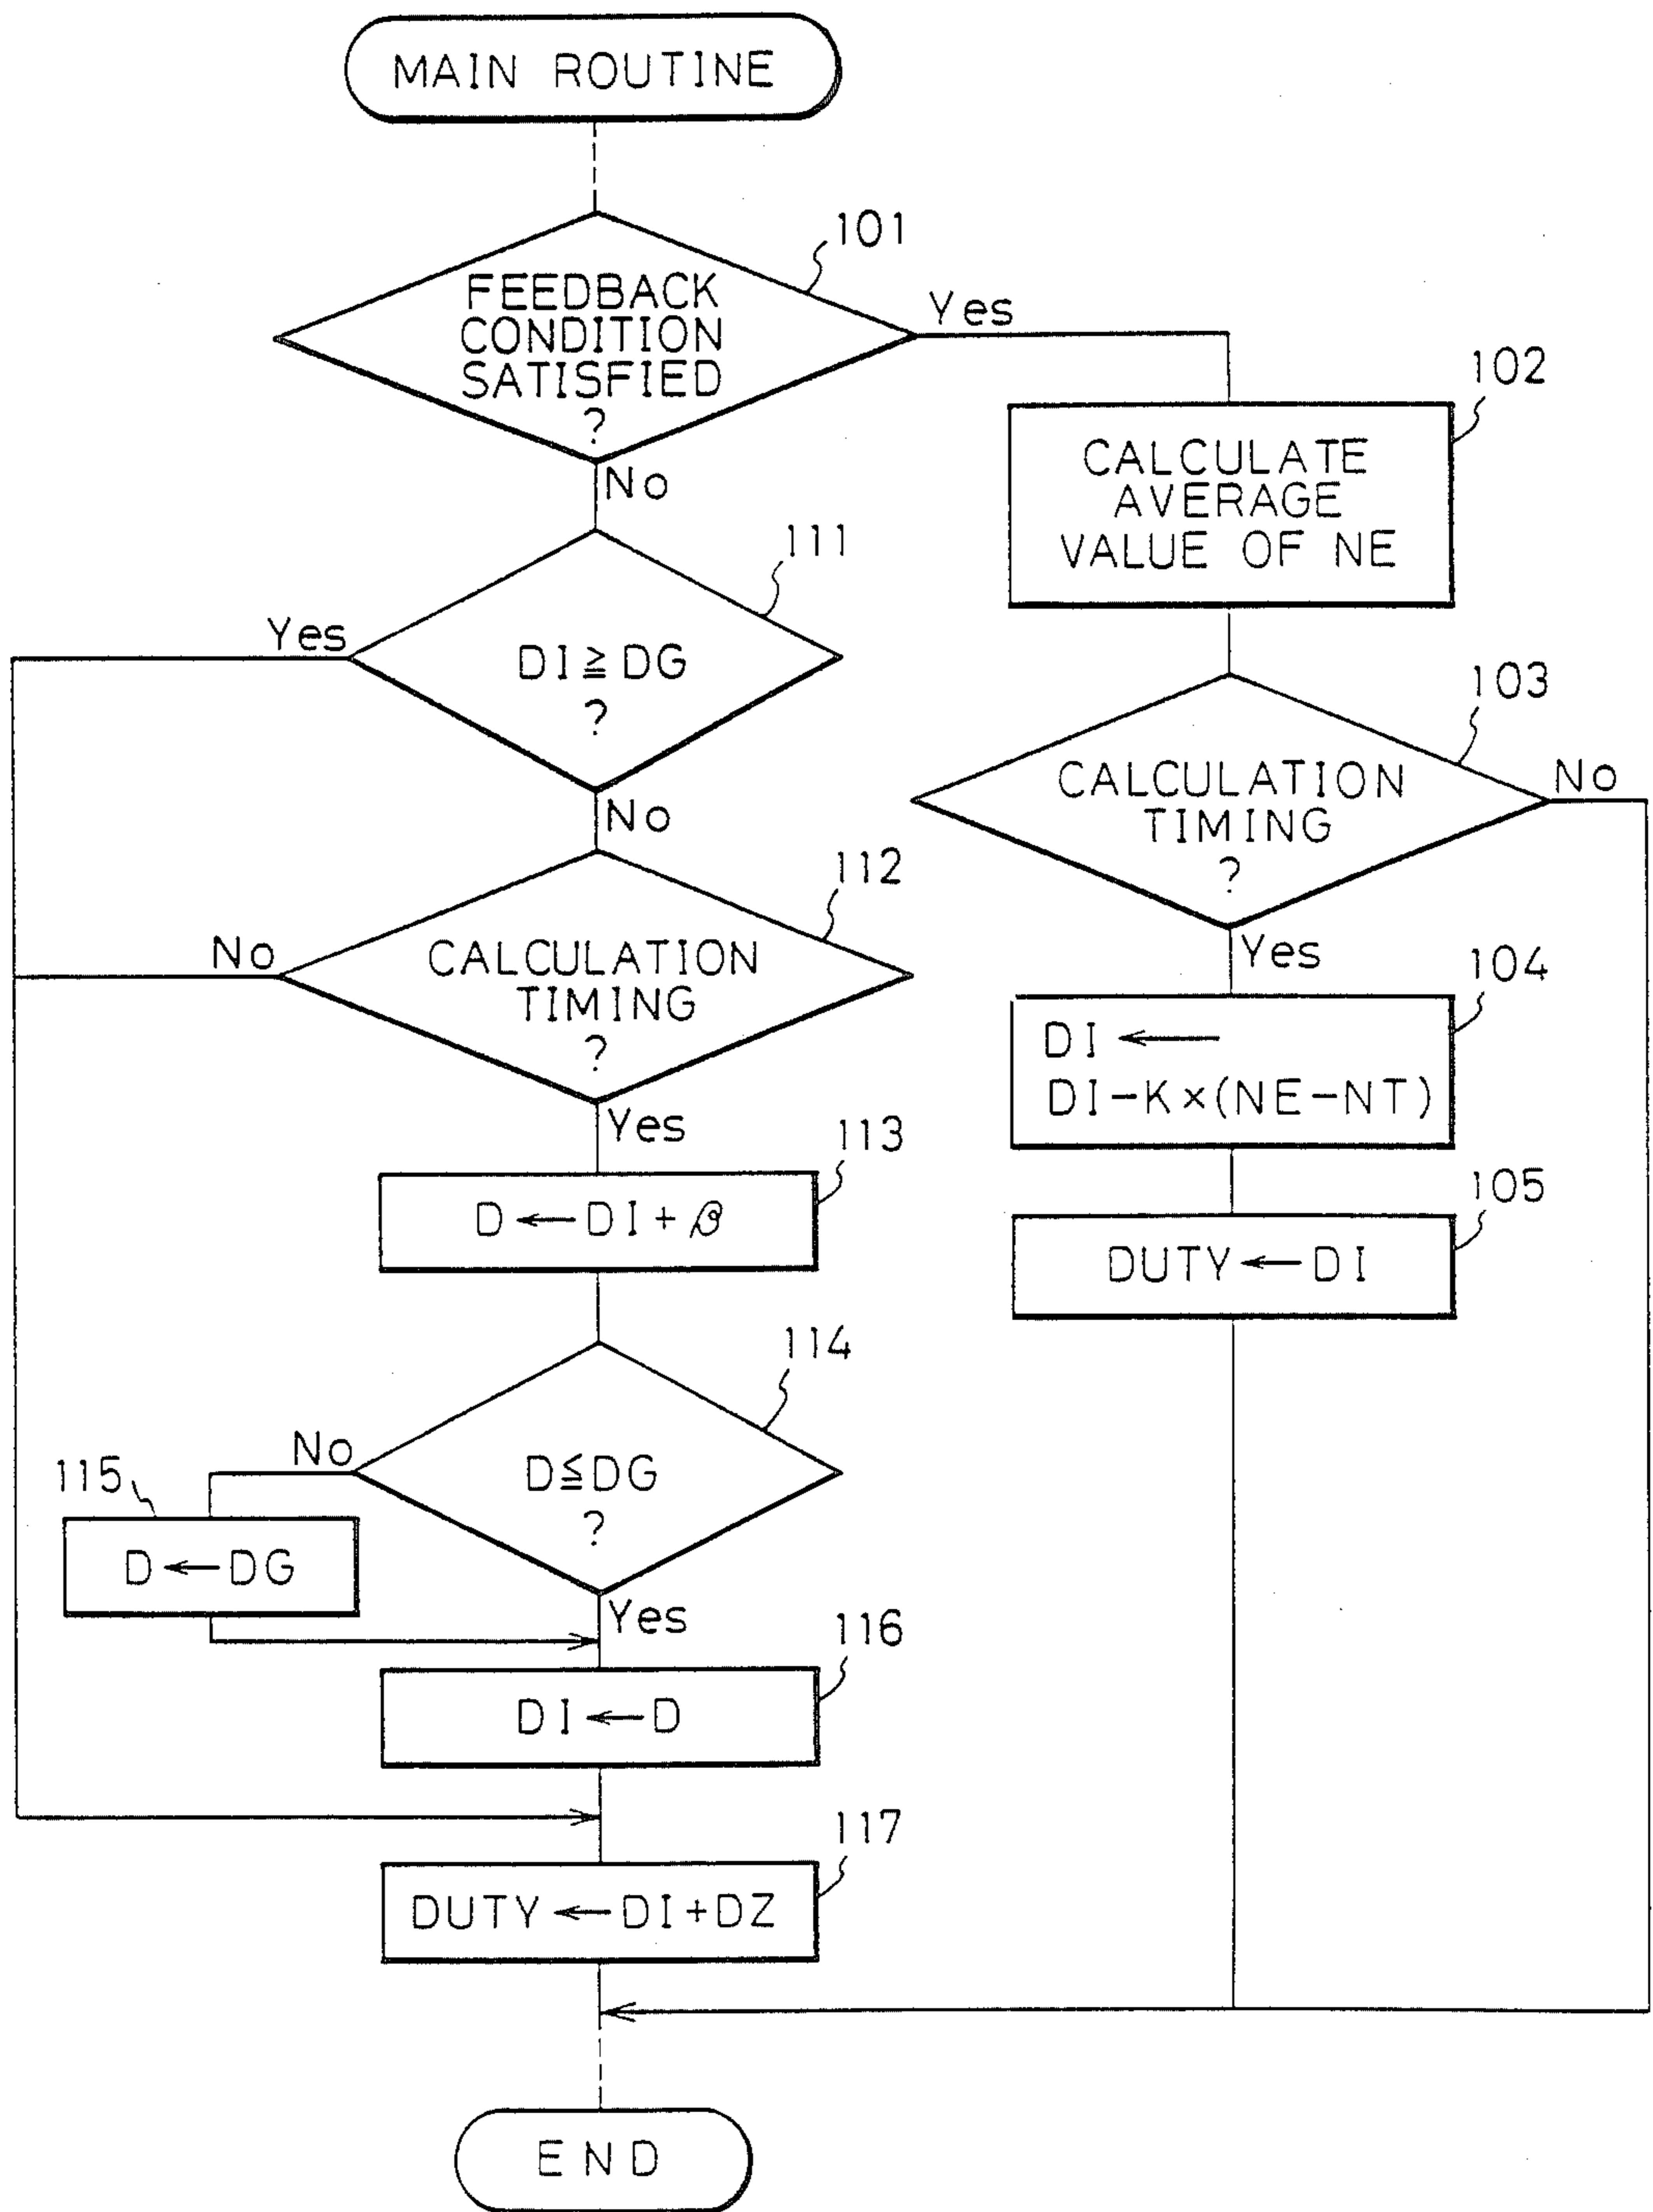 MAIN ROUTINE
101
FEEDBACK
CONDITION
SATISFIED
?
Yes
No
102
CALCULATE
AVERAGE
VALUE OF NE
111
Yes
DI≧DG
?
No
103
CALCULATION
TIMING
?
No
Yes
112
No
CALCULATION
TIMING
?
Yes
104
DI ←
DI-K×(NE-NT)
113
D←DI+β
105
DUTY←DI
114
No
D≦DG
?
Yes
115
D←DG
116
DI←D
117
DUTY←DI+DZ
END